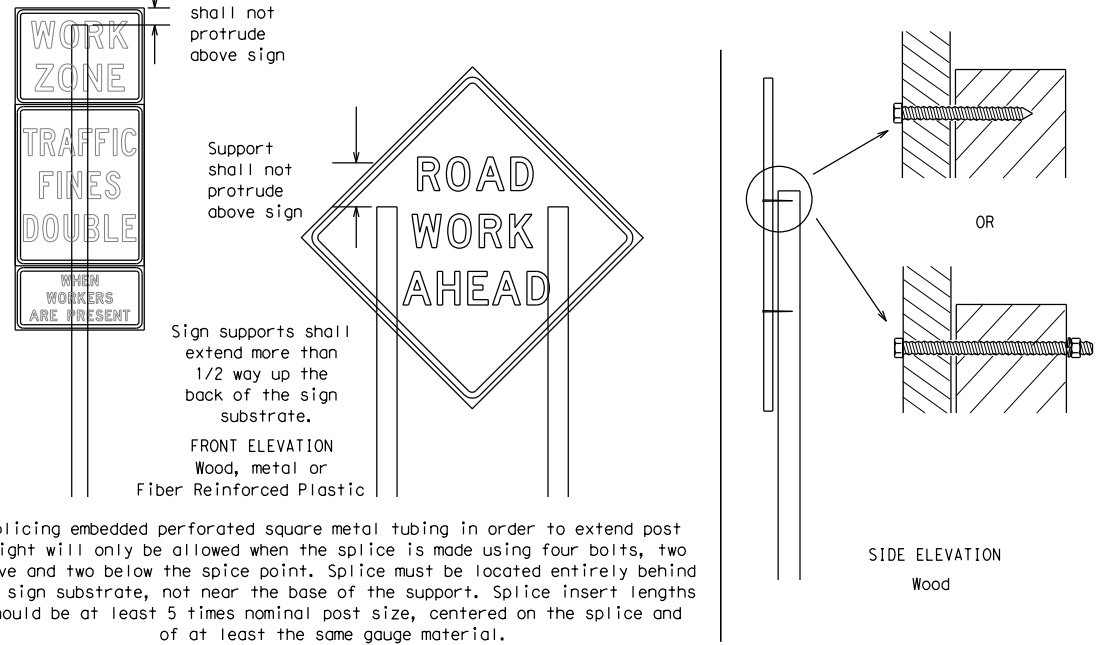 shall not
protrude
above sign
WORK
ZONE
TRAFFIC
FINES
DOUBLE
WHEN
WORKERS
ARE PRESENT
Support
shall not
protrude
above sign
ROAD
WORK
AHEAD
Sign supports shall
extend more than
1/2 way up the
back of the sign
substrate.
FRONT ELEVATION
Wood, metal or
Fiber Reinforced Plastic
OR
SIDE ELEVATION
Wood
embedded perforated square metal tubing in order to extend post
will only be allowed when the splice is made using four bolts, two
and two below the spice point. Splice must be located entirely behind
sign substrate, not near the base of the support. Splice insert lengths
be at least 5 times nominal post size, centered on the splice and
of at least the same gauge material.